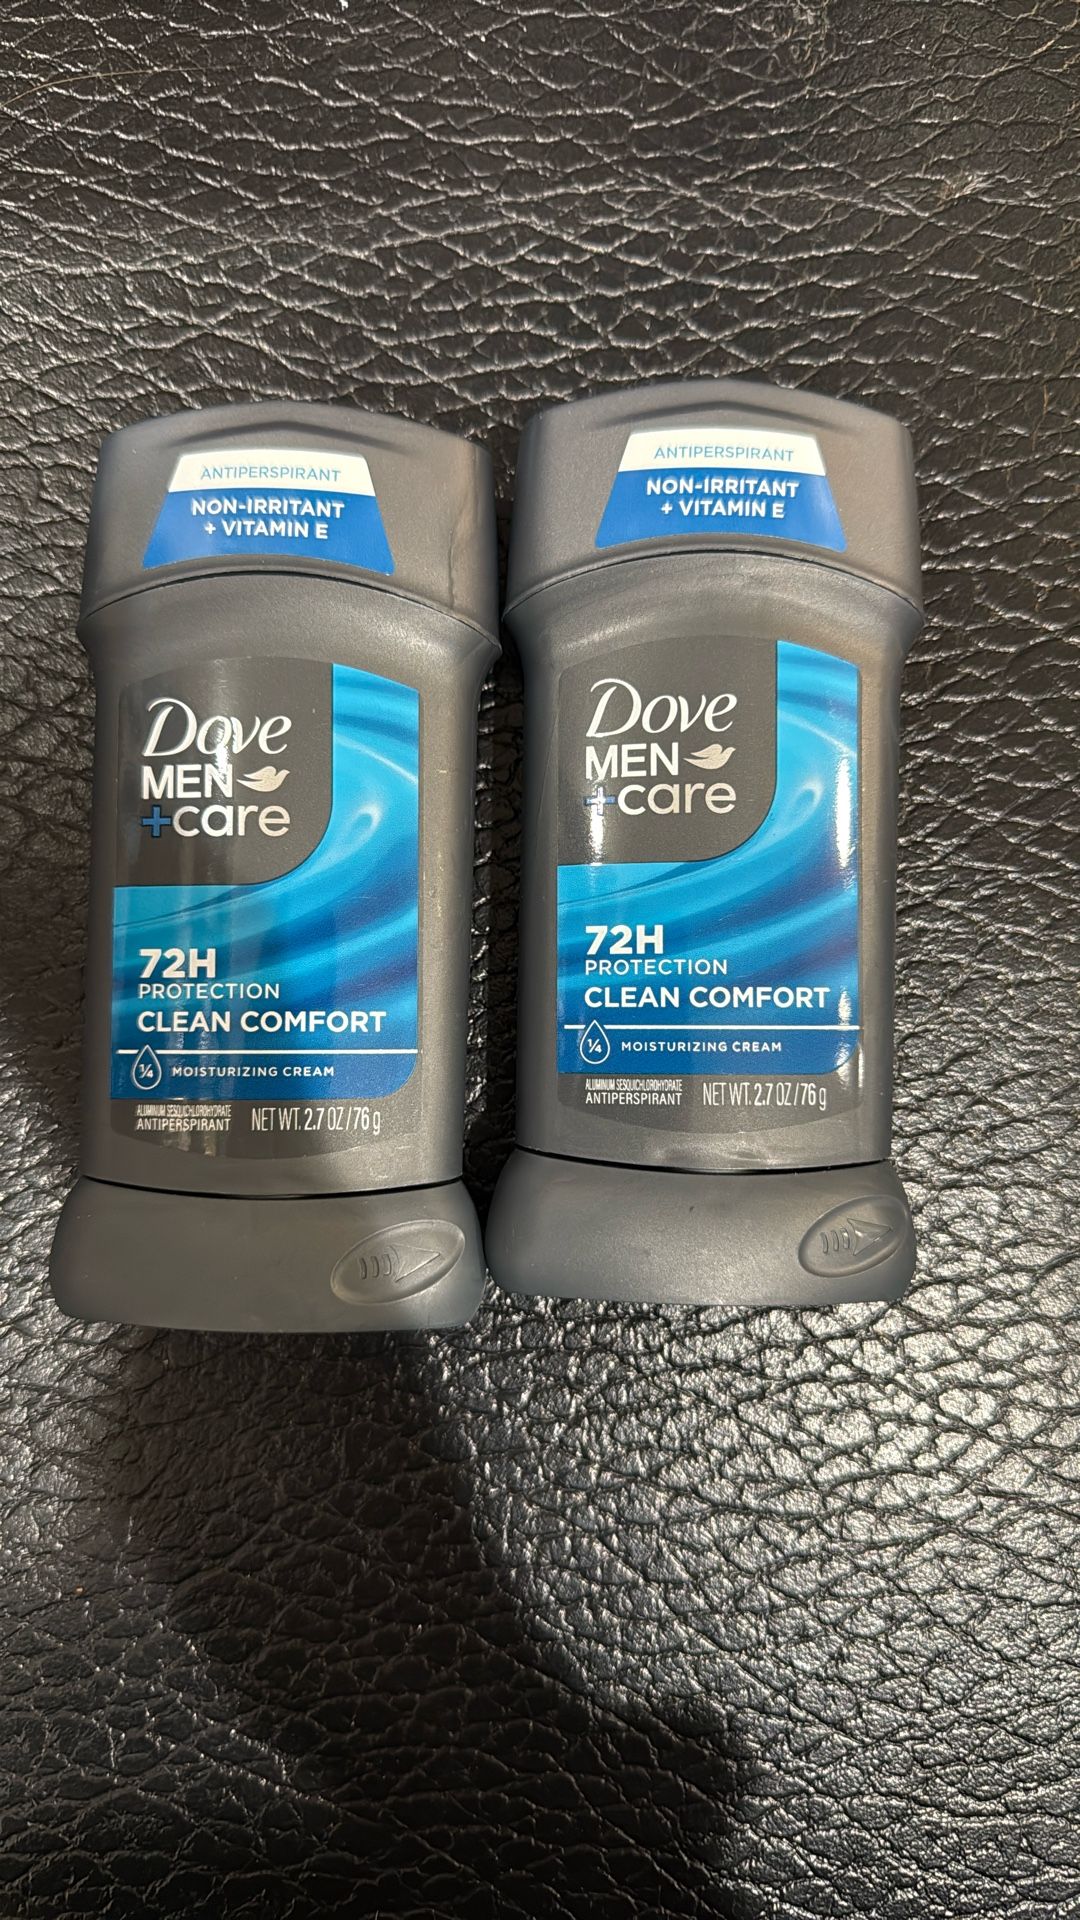 ANTIPERSPIRANT
NON-IRRITANT
+ VITAMIN E
Dove
MEN
+care
72H
PROTECTION
CLEAN COMFORT
1/4 MOISTURIZING CREAM
ALUMINUM SESQUICHLOROHYDRATE
ANTIPERSPIRANT NET WT. 2.7 OZ / 76 g
ANTIPERSPIRANT
NON-IRRITANT
+ VITAMIN E
Dove
MEN
+care
72H
PROTECTION
CLEAN COMFORT
1/4 MOISTURIZING CREAM
ALUMINUM SESQUICHLOROHYDRATE
ANTIPERSPIRANT NET WT. 2.7 OZ / 76 g